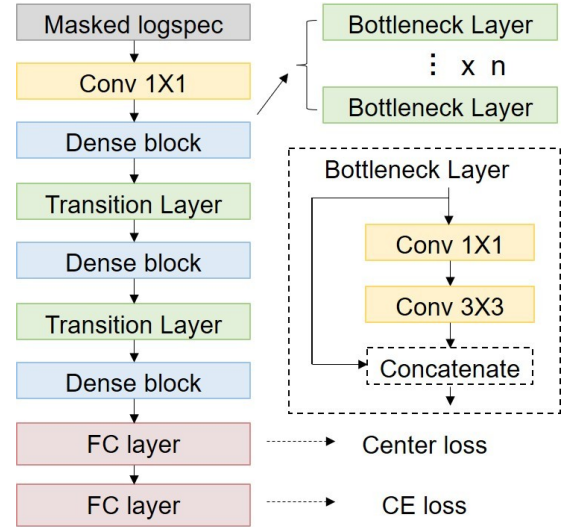 Masked logspec
Conv 1X1
Dense block
Transition Layer
Dense block
Transition Layer
Dense block
FC layer
FC layer
Bottleneck Layer
⋮ x n
Bottleneck Layer
Bottleneck Layer
Conv 1X1
Conv 3X3
Concatenate
Center loss
CE loss